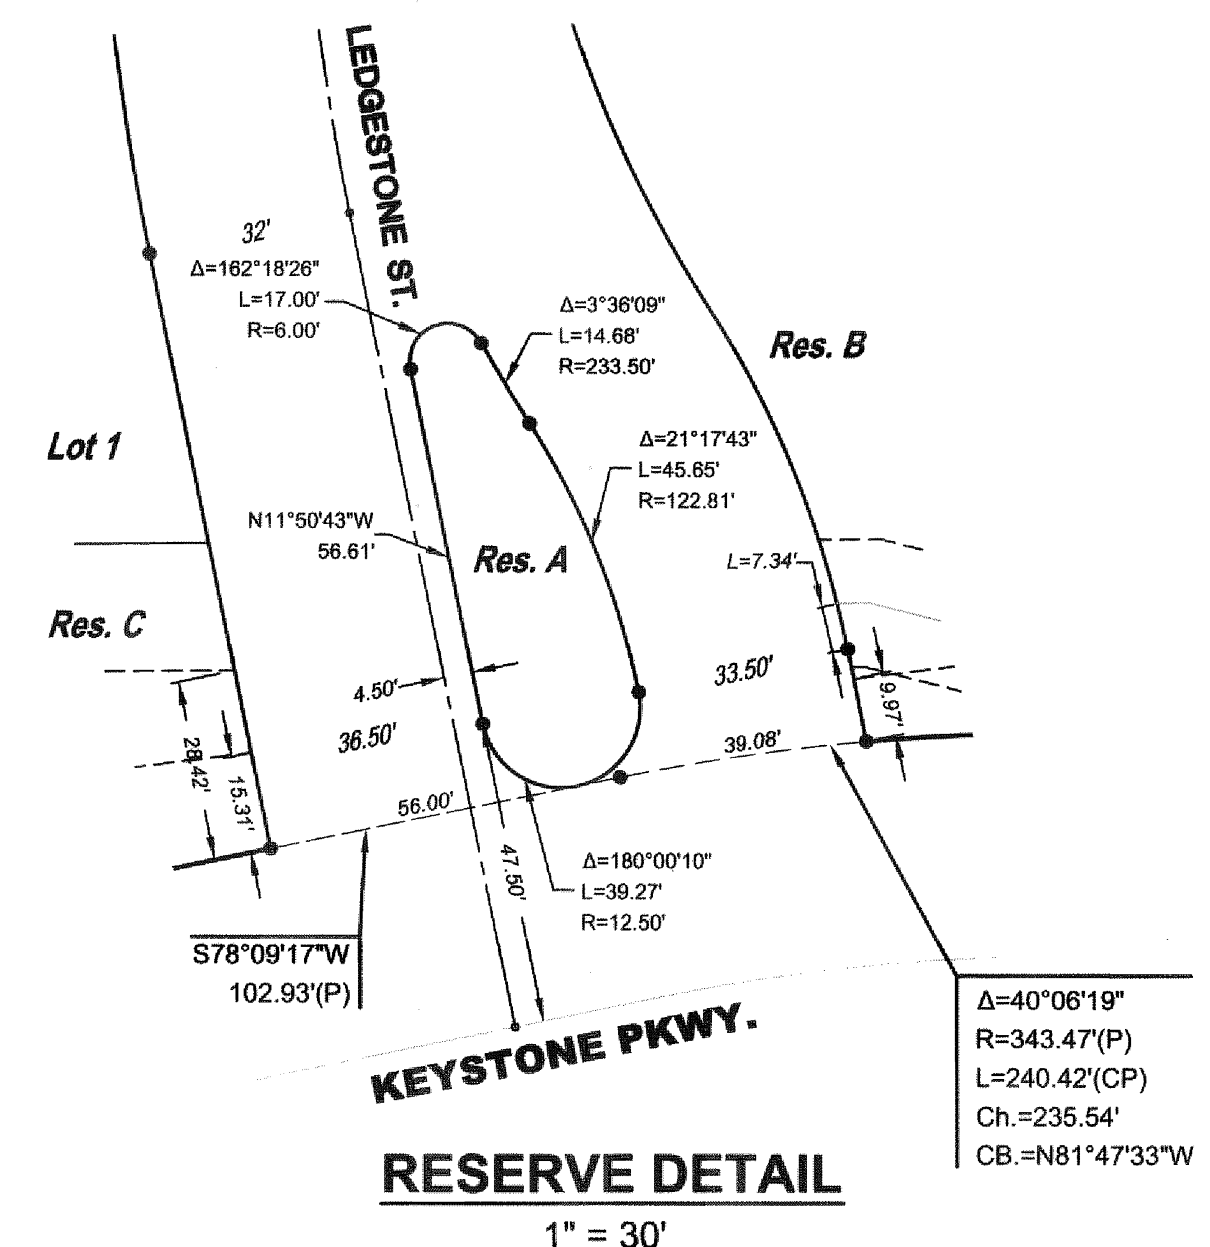 LEDGESTONE ST.
32'
Δ=162°18'26"
L=17.00'
R=6.00'
Δ=3°36'09"
L=14.68'
R=233.50'
Res. B
Lot 1
Δ=21°17'43"
L=45.65'
R=122.81'
N11°50'43"W
56.61'
Res. A
L=7.34'
Res. C
4.50'
33.50'
36.50'
9.97'
39.08'
28.42'
15.31'
56.00'
47.50'
Δ=180°00'10"
L=39.27'
R=12.50'
S78°09'17"W
102.93'(P)
Δ=40°06'19"
R=343.47'(P)
L=240.42'(CP)
Ch.=235.54'
CB.=N81°47'33"W
KEYSTONE PKWY.
RESERVE DETAIL
1" = 30'